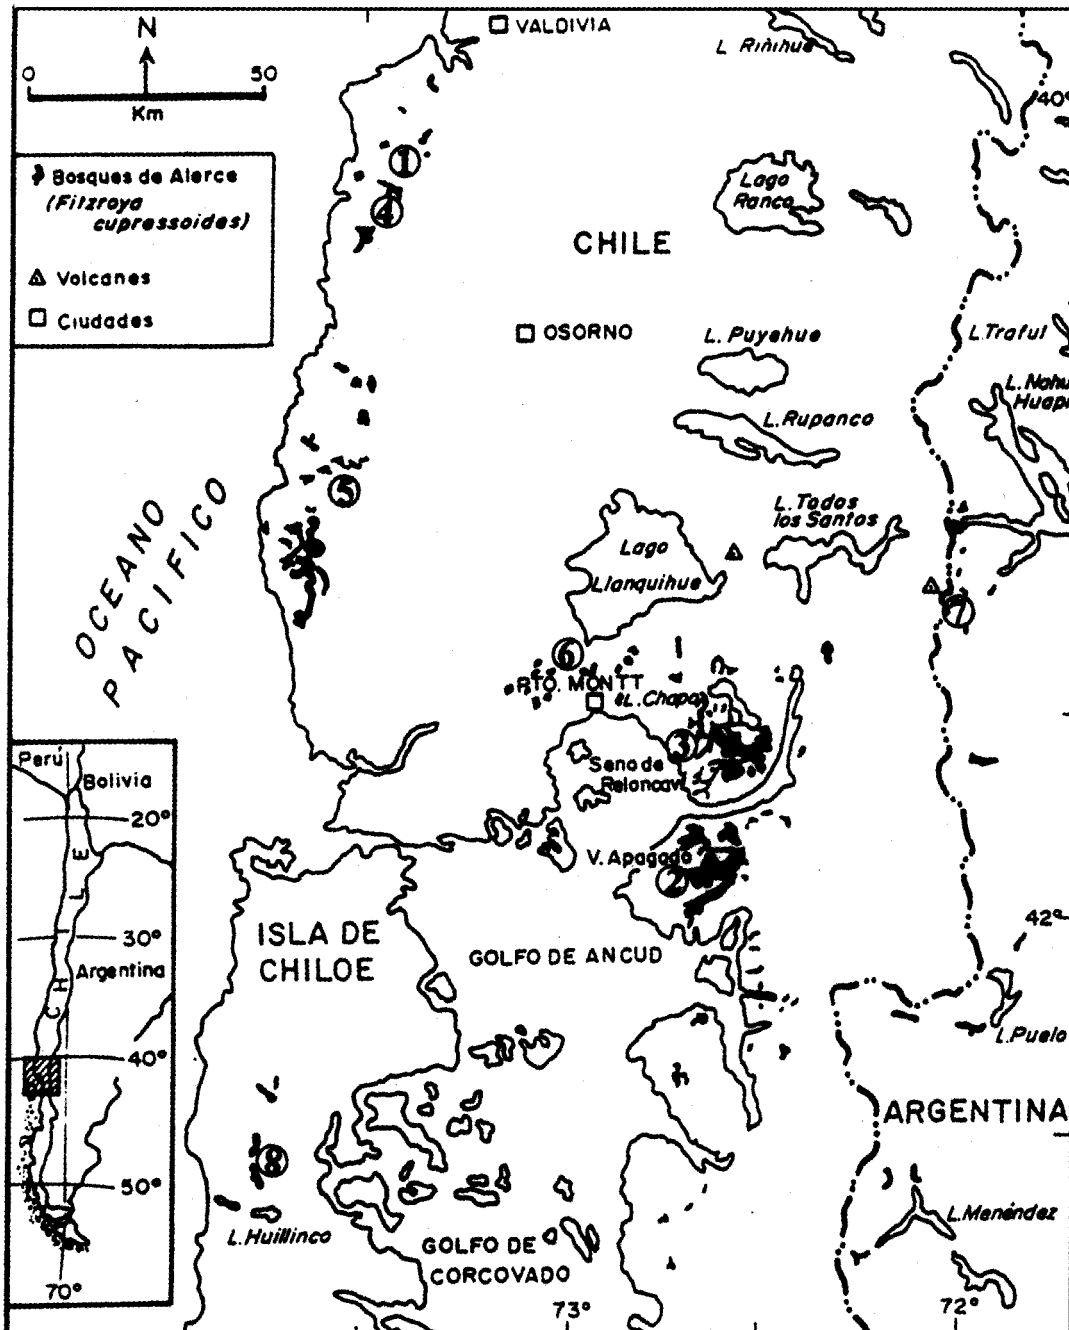 N
0 50
Km
Bosques de Alerce
(Fitzroya
cupressoides)
Volcanes
Ciudades
VALDIVIA
L. Riñihue
40°
1
4
Lago
Ranco
CHILE
OSORNO
L. Puyehue
L. Traful
L. Nahu
Huapi
L. Rupanco
5
OCEANO
PACIFICO
L. Todos
los Santos
Lago
Llanquihue
7
6
PTO. MONTT
L. Chapo
3
Seno de
Reloncaví
V. Apagado
2
42°
ISLA DE
CHILOE
GOLFO DE ANCUD
L. Puelo
ARGENTINA
8
L. Huillinco
L. Menéndez
GOLFO DE
CORCOVADO
73°
72°
Perú
Bolivia
20°
CHILE
30°
Argentina
40°
50°
70°